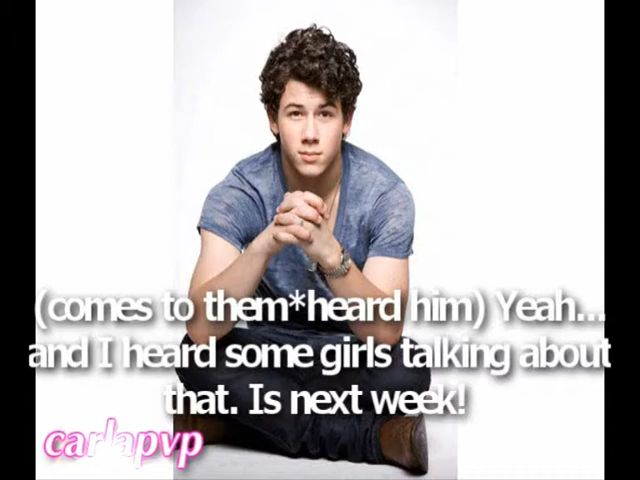 (comes to them*heard him) Yeah...
and I heard some girls talking about
that. Is next week!
carlapvp